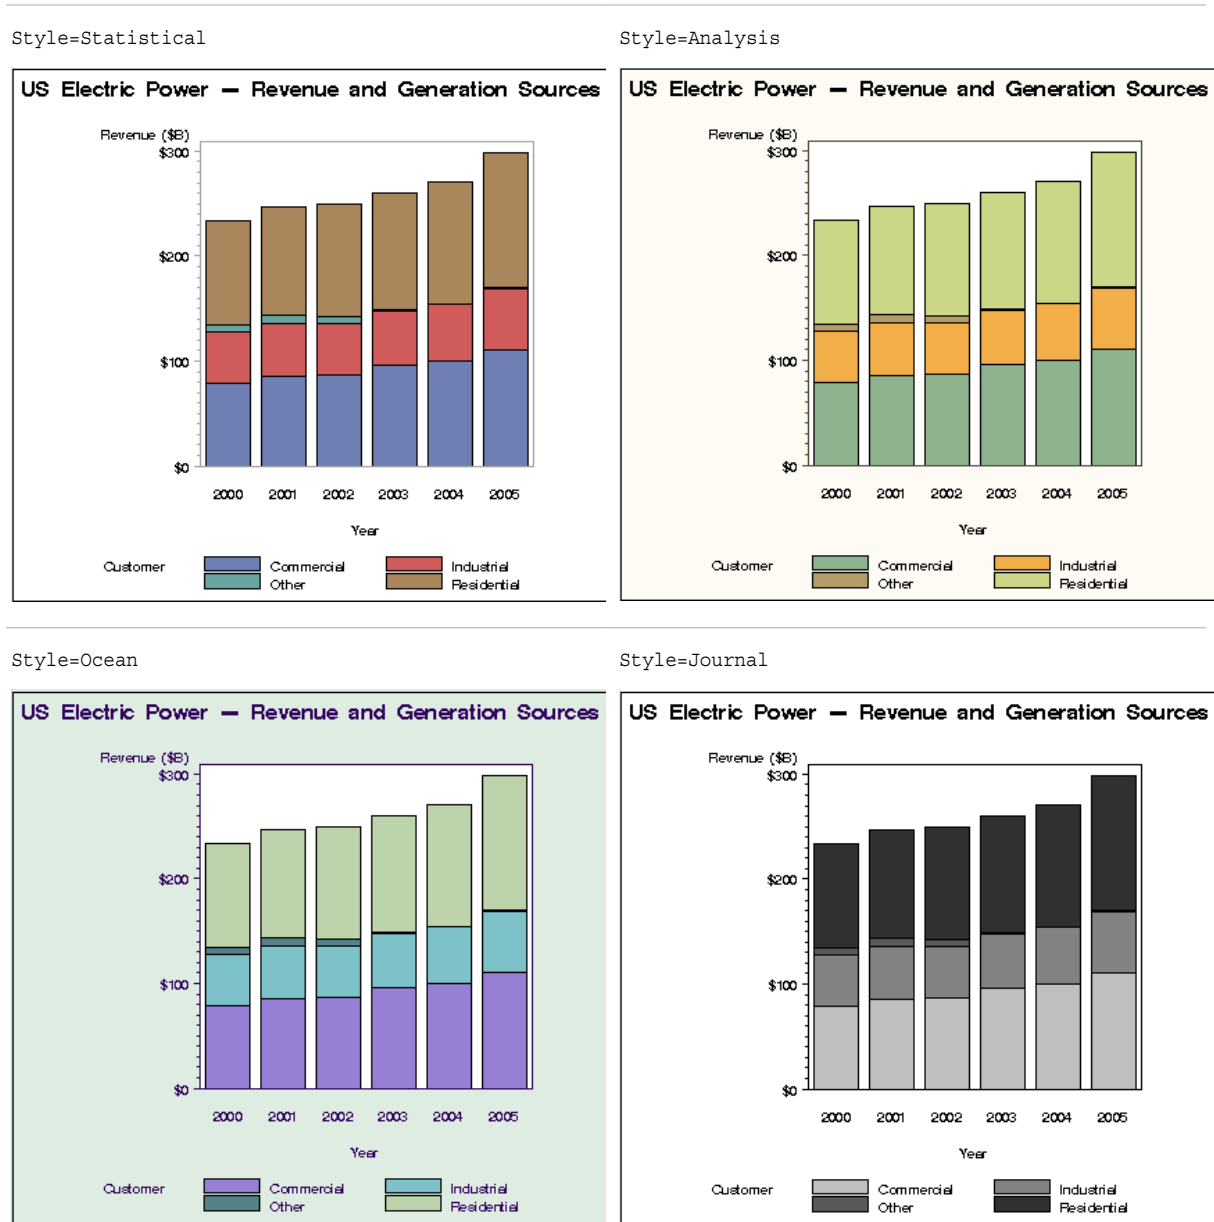 Style=Statistical
US Electric Power — Revenue and Generation Sources
Revenue ($B)
$300
$200
$100
$0
2000 2001 2002 2003 2004 2005
Year
Customer Commercial Industrial
Other Residential
Style=Analysis
US Electric Power — Revenue and Generation Sources
Revenue ($B)
$300
$200
$100
$0
2000 2001 2002 2003 2004 2005
Year
Customer Commercial Industrial
Other Residential
Style=Ocean
US Electric Power — Revenue and Generation Sources
Revenue ($B)
$300
$200
$100
$0
2000 2001 2002 2003 2004 2005
Year
Customer Commercial Industrial
Other Residential
Style=Journal
US Electric Power — Revenue and Generation Sources
Revenue ($B)
$300
$200
$100
$0
2000 2001 2002 2003 2004 2005
Year
Customer Commercial Industrial
Other Residential